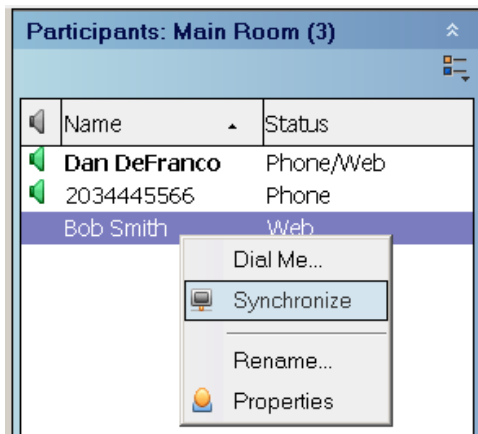 Participants: Main Room (3)
Name Status
Dan DeFranco Phone/Web
2034445566 Phone
Bob Smith Web
Dial Me...
Synchronize
Rename...
Properties